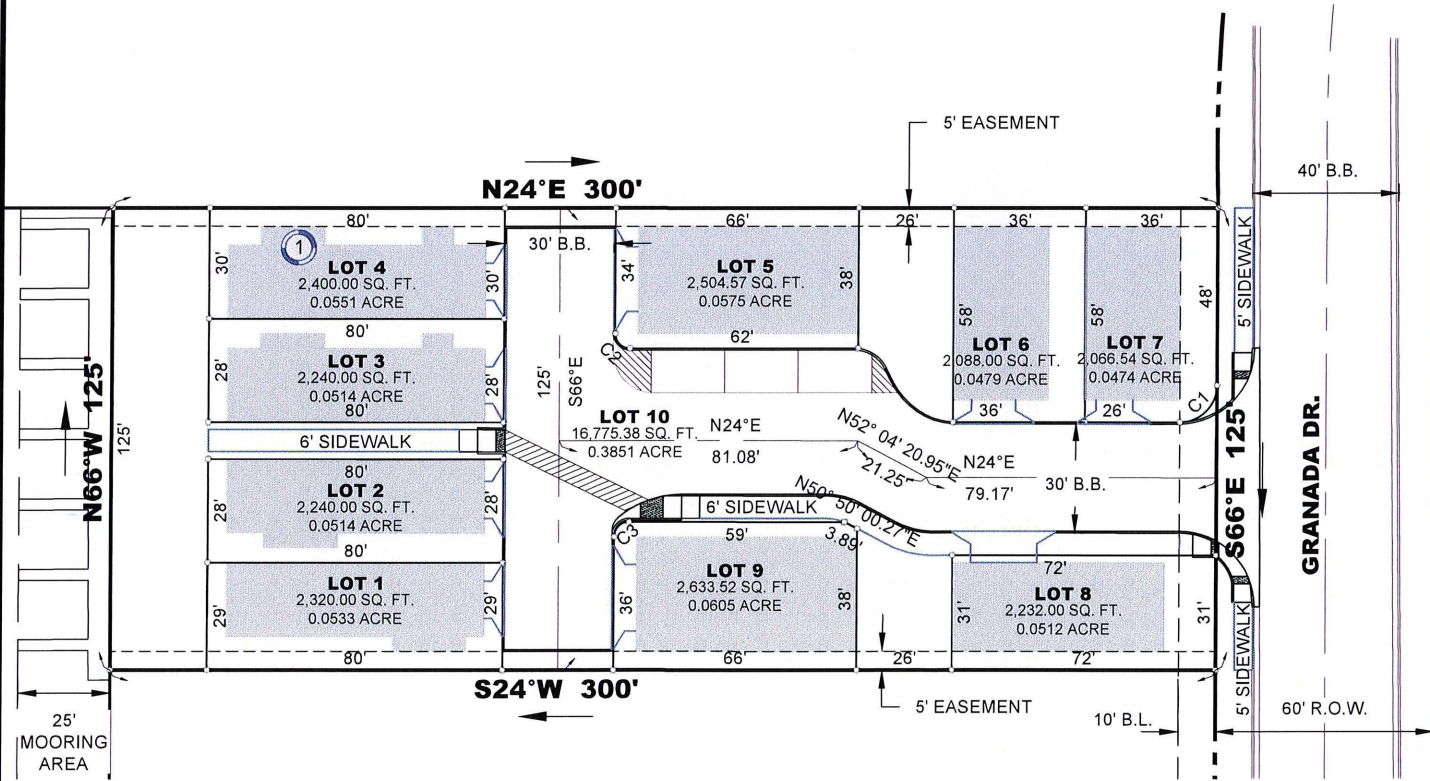 5' EASEMENT
N24°E 300'
40' B.B.
80'
66'
26'
36'
36'
1
30'
LOT 4
2,400.00 SQ. FT.
0.0551 ACRE
30'
30' B.B.
34'
LOT 5
2,504.57 SQ. FT.
0.0575 ACRE
38'
58'
LOT 6
2,088.00 SQ. FT.
0.0479 ACRE
58'
LOT 7
2,066.54 SQ. FT.
0.0474 ACRE
48'
5' SIDEWALK
80'
62'
C2
28'
LOT 3
2,240.00 SQ. FT.
0.0514 ACRE
80'
28'
125'
S66°E
36'
26'
C1
N66°W 125'
125'
6' SIDEWALK
LOT 10
16,775.38 SQ. FT.
0.3851 ACRE
N24°E
81.08'
N52° 04' 20.95"E
21.25'
N24°E
79.17'
30' B.B.
S66°E 125'
GRANADA DR.
80'
28'
LOT 2
2,240.00 SQ. FT.
0.0514 ACRE
28'
80'
6' SIDEWALK
N50° 50' 00.27"E
C3
59'
3.89'
72'
29'
LOT 1
2,320.00 SQ. FT.
0.0533 ACRE
29'
36'
LOT 9
2,633.52 SQ. FT.
0.0605 ACRE
38'
31'
LOT 8
2,232.00 SQ. FT.
0.0512 ACRE
31'
5' SIDEWALK
80'
66'
26'
72'
S24°W 300'
5' EASEMENT
10' B.L.
60' R.O.W.
25'
MOORING
AREA